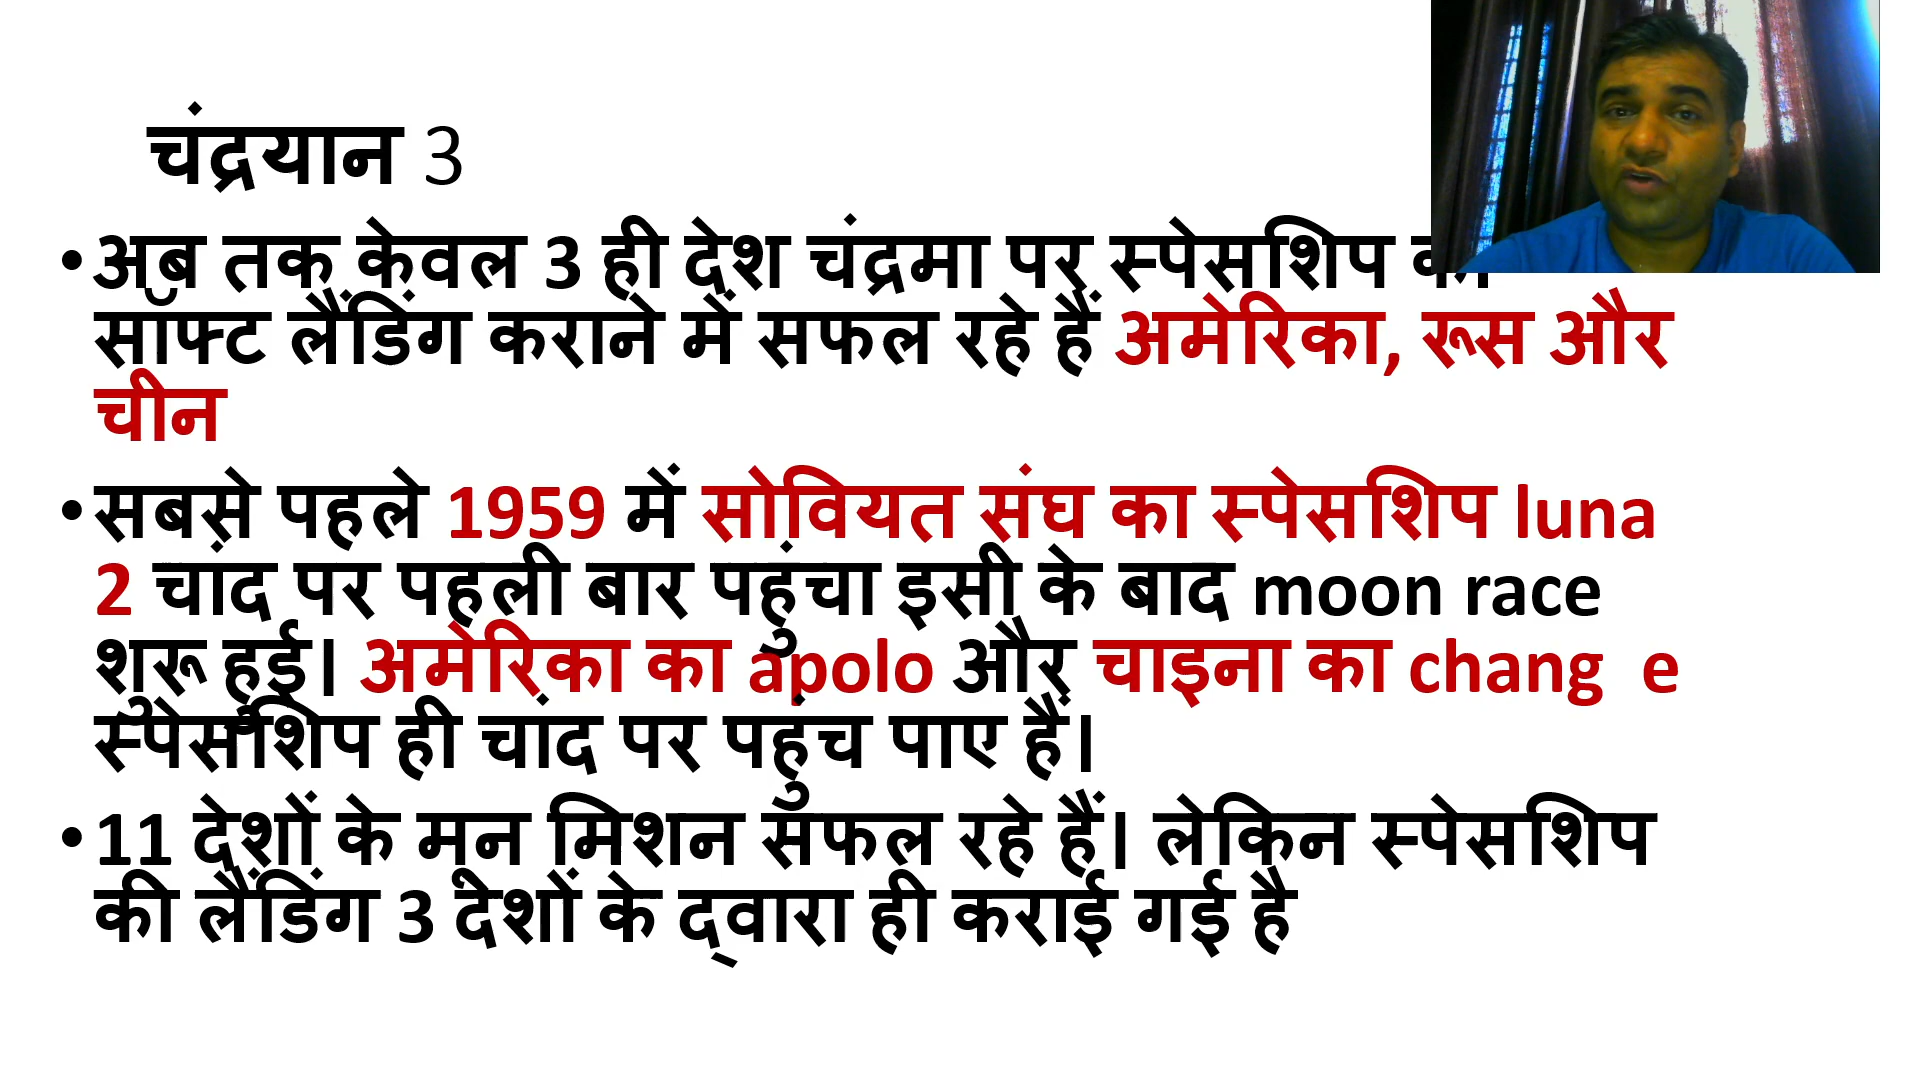 चंद्रयान 3
•अब तक केवल 3 ही देश चंद्रमा पर स्पेसशिप
सॉफ्ट लैंडिंग कराने में सफल रहे हैं अमेरिका, रूस और
चीन
•सबसे पहले 1959 में सोवियत संघ का स्पेसशिप luna
2 चांद पर पहली बार पहुंचा इसी के बाद moon race
शुरू हुई। अमेरिका का apolo और चाइना का chang e
स्पेसशिप ही चांद पर पहुंच पाए हैं।
•11 देशों के मून मिशन सफल रहे हैं। लेकिन स्पेसशिप
की लैंडिंग 3 देशों के द्वारा ही कराई गई है